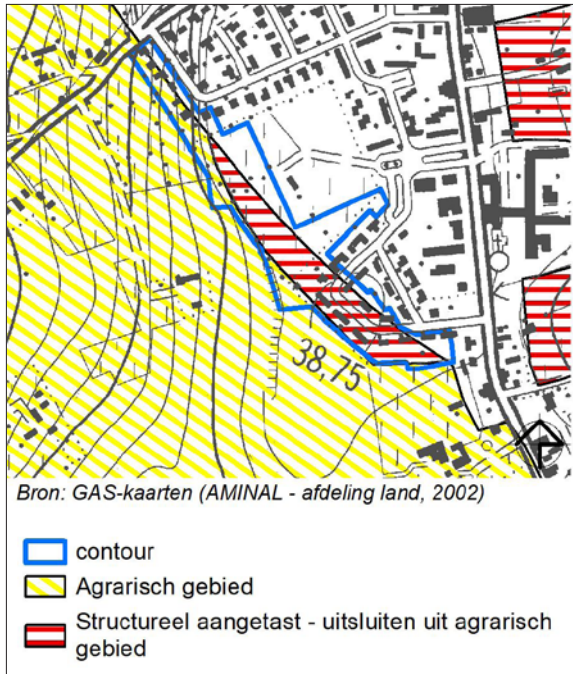 38,75
Bron: GAS-kaarten (AMINAL - afdeling land, 2002)
contour
Agrarisch gebied
Structureel aangetast - uitsluiten uit agrarisch
gebied